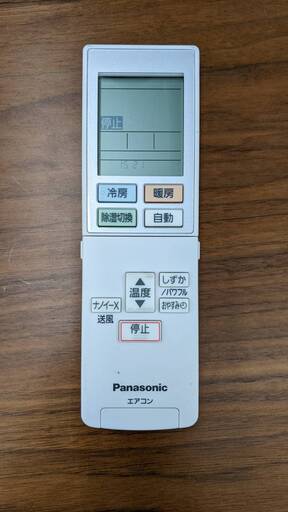 停止
冷房
暖房
除湿切換
自動
しずか
温度
/パワフル
ナノイーX
おやすみ
送風
停止
Panasonic
エアコン